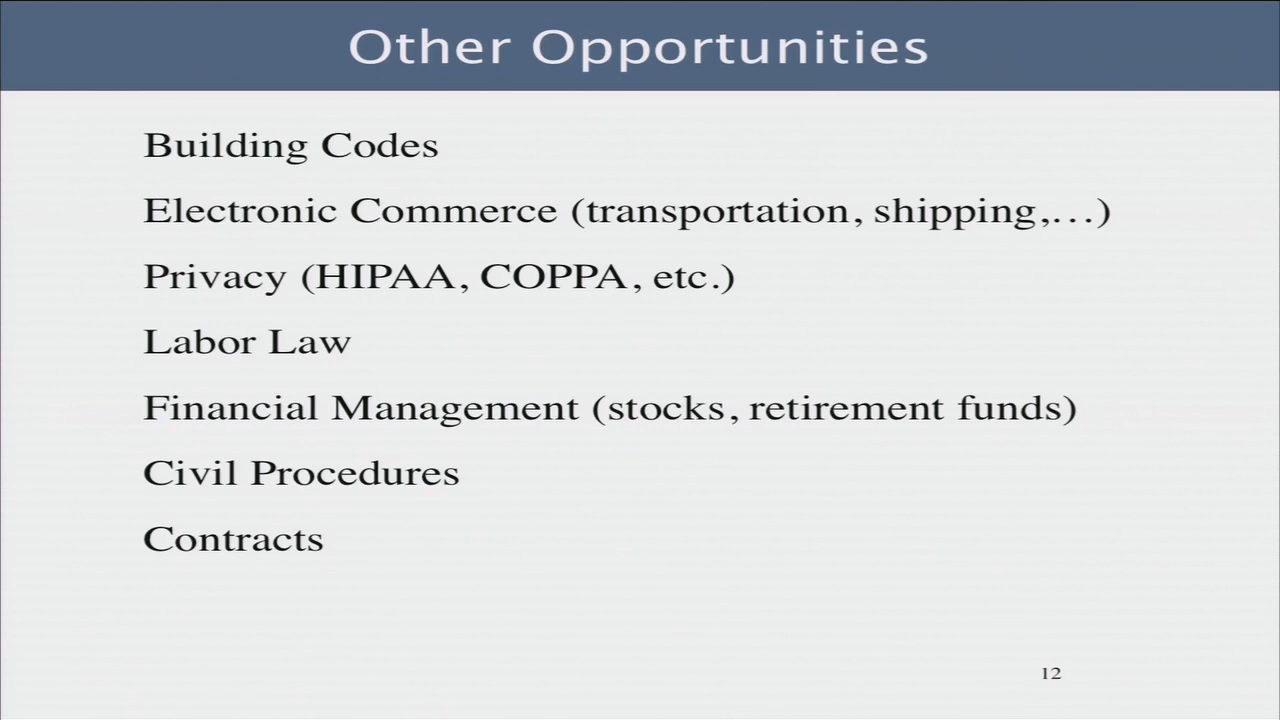 Other Opportunities
Building Codes
Electronic Commerce (transportation, shipping,…)
Privacy (HIPAA, COPPA, etc.)
Labor Law
Financial Management (stocks, retirement funds)
Civil Procedures
Contracts
12